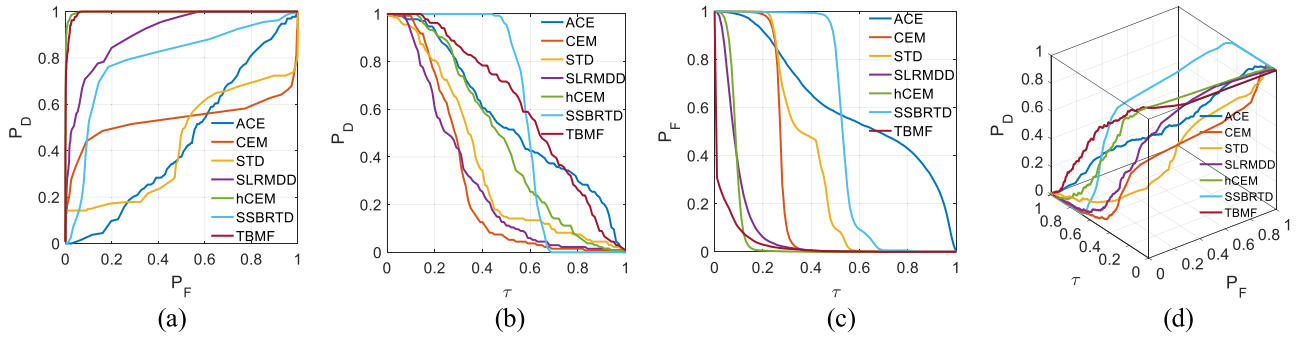 1
0.8
0.6
0.4
0.2
0
0.2
0.4
0.6
0.8
1
P_D
P_F
ACE
CEM
STD
SLRMDD
hCEM
SSBRTD
TBMF
(a)
1
0.8
0.6
0.4
0.2
0
0
0.2
0.4
0.6
0.8
1
P_D
τ
ACE
CEM
STD
SLRMDD
hCEM
SSBRTD
TBMF
(b)
1
0.8
0.6
0.4
0.2
0
0
0.2
0.4
0.6
0.8
1
P_F
τ
ACE
CEM
STD
SLRMDD
hCEM
SSBRTD
TBMF
(c)
1
0.8
0.6
0.4
0.2
0
P_D
1
0.8
0.6
0.4
0.2
0
τ
0
0.2
0.4
0.6
0.8
1
P_F
ACE
CEM
STD
SLRMDD
hCEM
SSBRTD
TBMF
(d)